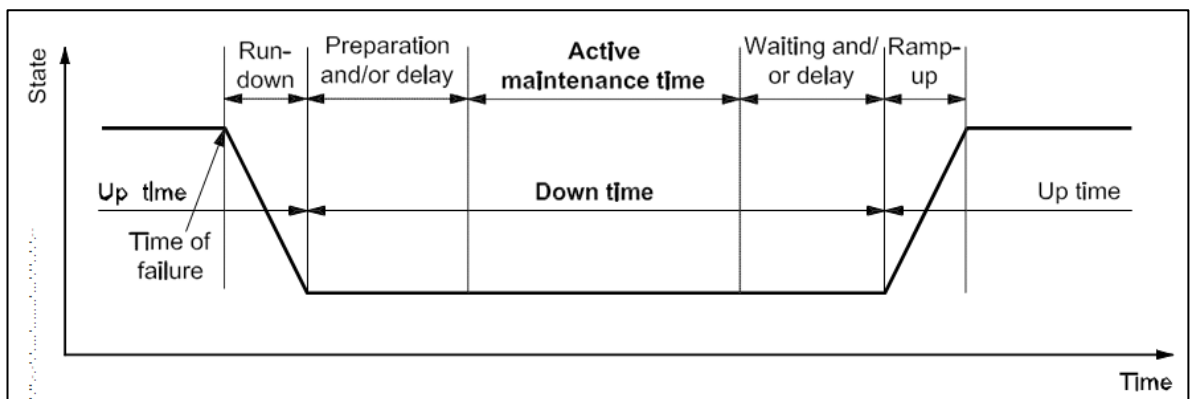 State
Run-
down
Preparation
and/or delay
Active
maintenance time
Waiting and/
or delay
Ramp-
up
Up time
Down time
Up time
Time of
failure
Time